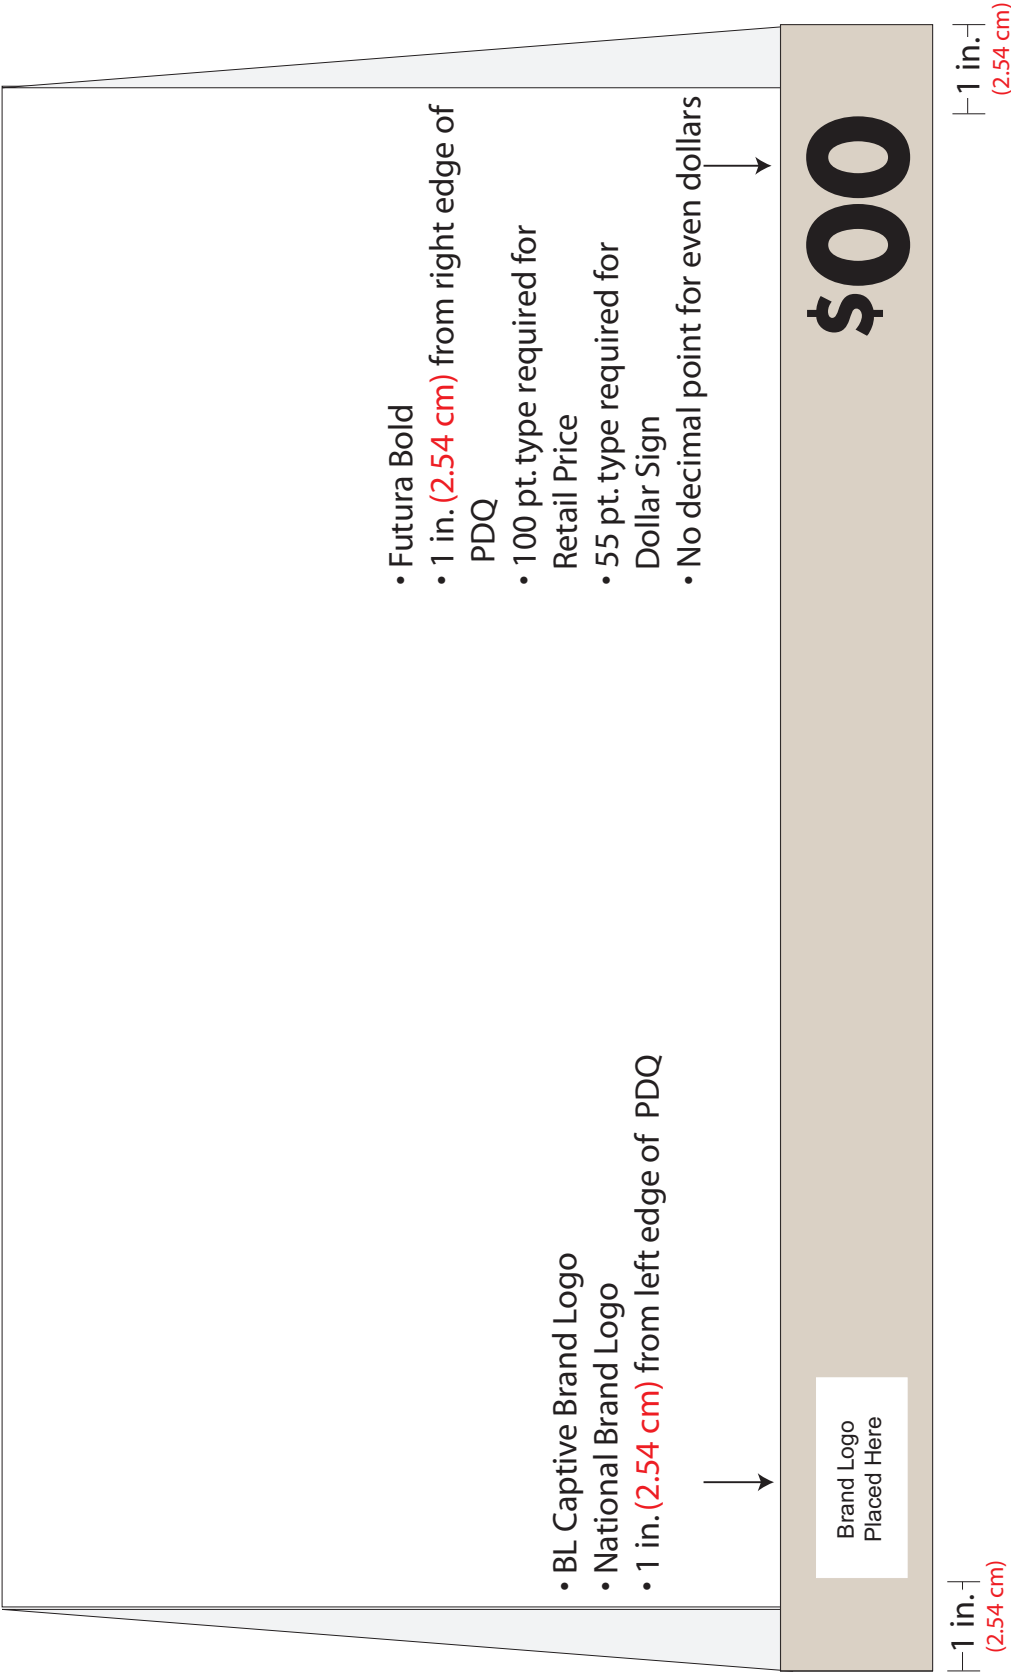 • BL Captive Brand Logo
• National Brand Logo
• 1 in. (2.54 cm) from left edge of PDQ
• Futura Bold
• 1 in. (2.54 cm) from right edge of
PDQ
• 100 pt. type required for
Retail Price
• 55 pt. type required for
Dollar Sign
• No decimal point for even dollars
Brand Logo
Placed Here
$00
1 in.
(2.54 cm)
1 in.
(2.54 cm)